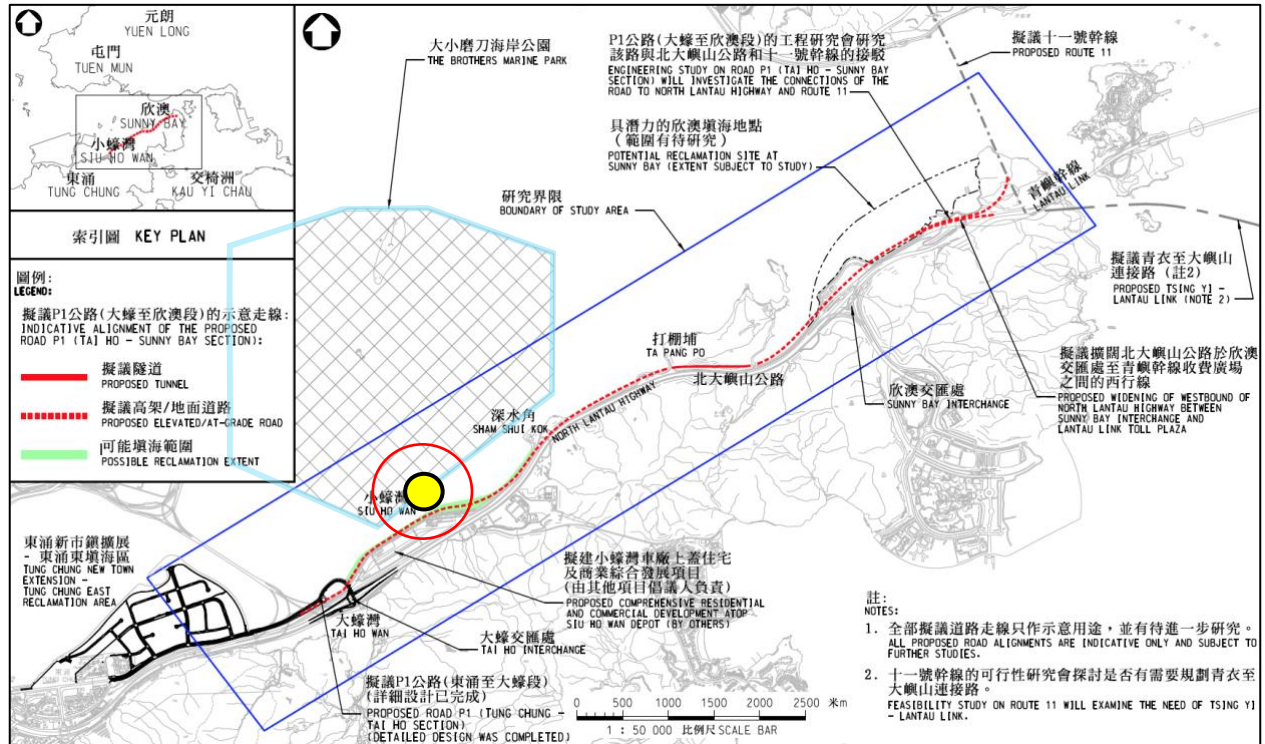 元朗
YUEN LONG
屯門
TUEN MUN
欣澳
SUNNY BAY
小蠔灣
SIU HO WAN
東涌
TUNG CHUNG
交椅洲
KAU YI CHAU
索引圖 KEY PLAN
圖例:
LEGEND:
擬議P1公路(大蠔至欣澳段)的示意走線:
INDICATIVE ALIGNMENT OF THE PROPOSED
ROAD P1 (TAI HO - SUNNY BAY SECTION):
擬議隧道
PROPOSED TUNNEL
擬議高架/地面道路
PROPOSED ELEVATED/AT-GRADE ROAD
可能填海範圍
POSSIBLE RECLAMATION EXTENT
大小磨刀海岸公園
THE BROTHERS MARINE PARK
P1公路(大蠔至欣澳段)的工程研究會研究
該路與北大嶼山公路和十一號幹線的接駁
ENGINEERING STUDY ON ROAD P1 (TAI HO - SUNNY BAY
SECTION) WILL INVESTIGATE THE CONNECTIONS OF THE
ROAD TO NORTH LANTAU HIGHWAY AND ROUTE 11
擬議十一號幹線
PROPOSED ROUTE 11
具潛力的欣澳填海地點
(範圍有待研究)
POTENTIAL RECLAMATION SITE AT
SUNNY BAY (EXTENT SUBJECT TO STUDY)
研究界限
BOUNDARY OF STUDY AREA
青嶼幹線
LANTAU LINK
擬議青衣至大嶼山
連接路 (註2)
PROPOSED TSING YI -
LANTAU LINK (NOTE 2)
打棚埔
TA PANG PO
北大嶼山公路
NORTH LANTAU HIGHWAY
深水角
SHAM SHUI KOK
欣澳交匯處
SUNNY BAY INTERCHANGE
擬議擴闊北大嶼山公路於欣澳
交匯處至青嶼幹線收費廣場
之間的西行線
PROPOSED WIDENING OF WESTBOUND OF
NORTH LANTAU HIGHWAY BETWEEN
SUNNY BAY INTERCHANGE AND
LANTAU LINK TOLL PLAZA
小蠔灣
SIU HO WAN
東涌新市鎮擴展
- 東涌東填海區
TUNG CHUNG NEW TOWN
EXTENSION -
TUNG CHUNG EAST
RECLAMATION AREA
擬建小蠔灣車廠上蓋住宅
及商業綜合發展項目
(由其他項目倡議人負責)
PROPOSED COMPREHENSIVE RESIDENTIAL
AND COMMERCIAL DEVELOPMENT ATOP
SIU HO WAN DEPOT (BY OTHERS)
大蠔灣
TAI HO WAN
大蠔交匯處
TAI HO INTERCHANGE
擬議P1公路(東涌至大蠔段)
(詳細設計已完成)
PROPOSED ROAD P1 (TUNG CHUNG -
TAI HO SECTION)
(DETAILED DESIGN WAS COMPLETED)
0 500 1000 1500 2000 2500 米m
1 : 50 000 比例尺 SCALE BAR
註:
NOTES:
1. 全部擬議道路走線只作示意用途,並有待進一步研究。
ALL PROPOSED ROAD ALIGNMENTS ARE INDICATIVE ONLY AND SUBJECT TO
FURTHER STUDIES.
2. 十一號幹線的可行性研究會探討是否有需要規劃青衣至
大嶼山連接路。
FEASIBILITY STUDY ON ROUTE 11 WILL EXAMINE THE NEED OF TSING YI
- LANTAU LINK.